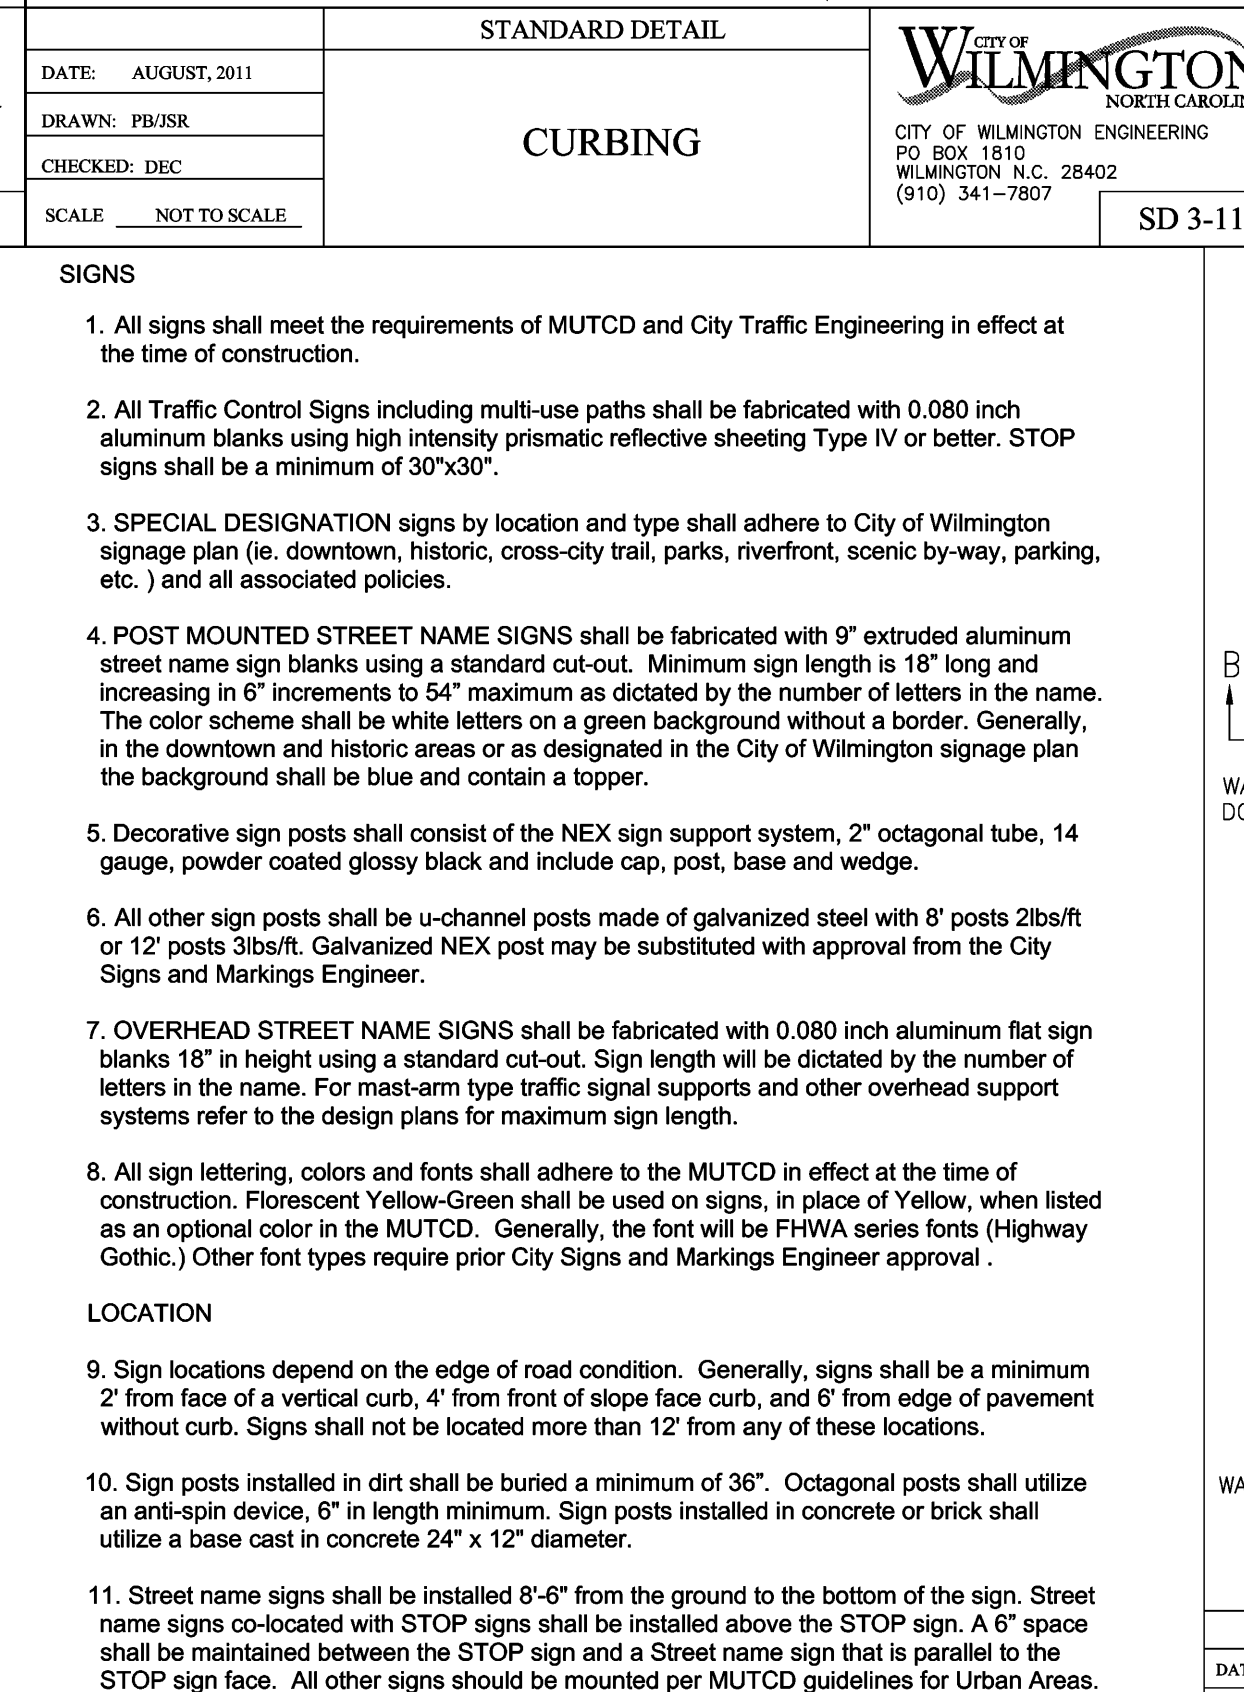 STANDARD DETAIL
DATE: AUGUST, 2011
DRAWN: PB/JSR
CHECKED: DEC
SCALE NOT TO SCALE
CURBING
CITY OF
WILMINGTON
NORTH CAROLIN
CITY OF WILMINGTON ENGINEERING
PO BOX 1810
WILMINGTON N.C. 28402
(910) 341-7807
SD 3-11
SIGNS
1. All signs shall meet the requirements of MUTCD and City Traffic Engineering in effect at
the time of construction.
2. All Traffic Control Signs including multi-use paths shall be fabricated with 0.080 inch
aluminum blanks using high intensity prismatic reflective sheeting Type IV or better. STOP
signs shall be a minimum of 30"x30".
3. SPECIAL DESIGNATION signs by location and type shall adhere to City of Wilmington
signage plan (ie. downtown, historic, cross-city trail, parks, riverfront, scenic by-way, parking,
etc. ) and all associated policies.
4. POST MOUNTED STREET NAME SIGNS shall be fabricated with 9” extruded aluminum
street name sign blanks using a standard cut-out.  Minimum sign length is 18” long and
increasing in 6” increments to 54” maximum as dictated by the number of letters in the name.
The color scheme shall be white letters on a green background without a border. Generally,
in the downtown and historic areas or as designated in the City of Wilmington signage plan
the background shall be blue and contain a topper.
5. Decorative sign posts shall consist of the NEX sign support system, 2" octagonal tube, 14
gauge, powder coated glossy black and include cap, post, base and wedge.
6. All other sign posts shall be u-channel posts made of galvanized steel with 8' posts 2lbs/ft
or 12' posts 3lbs/ft. Galvanized NEX post may be substituted with approval from the City
Signs and Markings Engineer.
7. OVERHEAD STREET NAME SIGNS shall be fabricated with 0.080 inch aluminum flat sign
blanks 18” in height using a standard cut-out. Sign length will be dictated by the number of
letters in the name. For mast-arm type traffic signal supports and other overhead support
systems refer to the design plans for maximum sign length.
8. All sign lettering, colors and fonts shall adhere to the MUTCD in effect at the time of
construction. Florescent Yellow-Green shall be used on signs, in place of Yellow, when listed
as an optional color in the MUTCD.  Generally, the font will be FHWA series fonts (Highway
Gothic.) Other font types require prior City Signs and Markings Engineer approval .
LOCATION
9. Sign locations depend on the edge of road condition.  Generally, signs shall be a minimum
2' from face of a vertical curb, 4' from front of slope face curb, and 6' from edge of pavement
without curb. Signs shall not be located more than 12' from any of these locations.
10. Sign posts installed in dirt shall be buried a minimum of 36”.  Octagonal posts shall utilize
an anti-spin device, 6" in length minimum. Sign posts installed in concrete or brick shall
utilize a base cast in concrete 24" x 12" diameter.
11. Street name signs shall be installed 8'-6" from the ground to the bottom of the sign. Street
name signs co-located with STOP signs shall be installed above the STOP sign. A 6” space
shall be maintained between the STOP sign and a Street name sign that is parallel to the
STOP sign face.  All other signs should be mounted per MUTCD guidelines for Urban Areas.
B